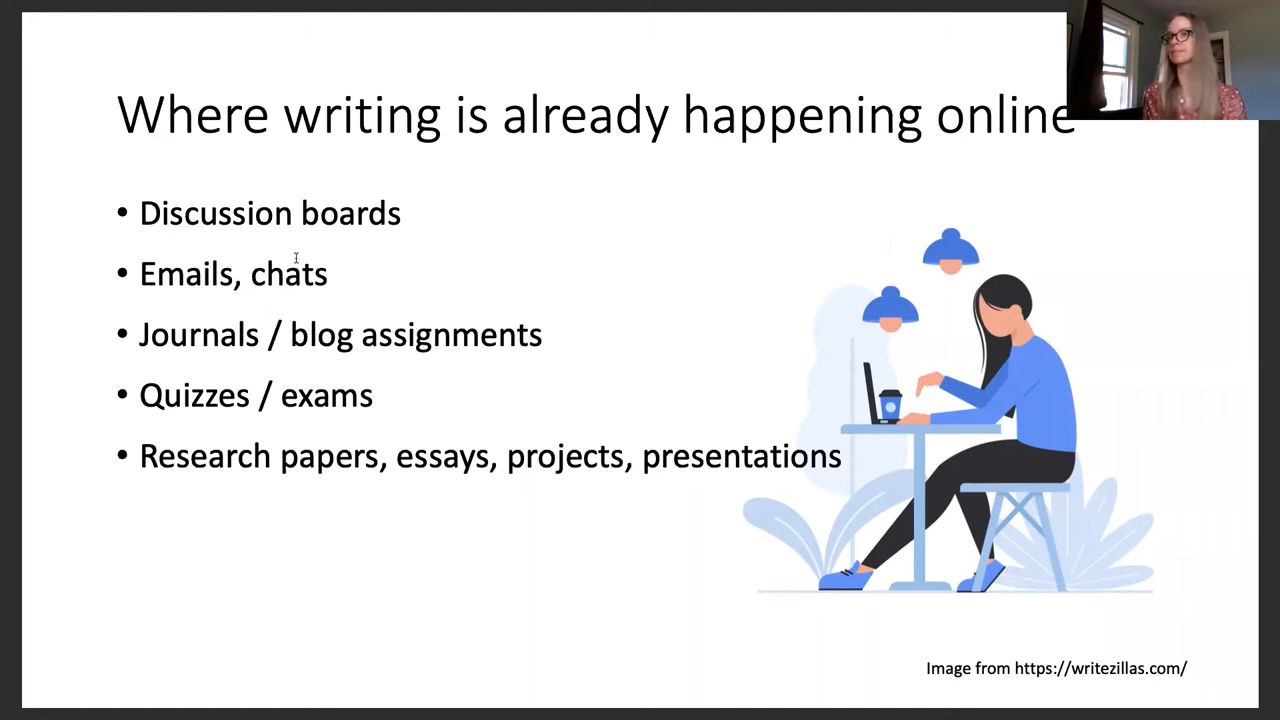 Where writing is already happening online
• Discussion boards
• Emails, chats
• Journals / blog assignments
• Quizzes / exams
• Research papers, essays, projects, presentations
Image from https://writezillas.com/